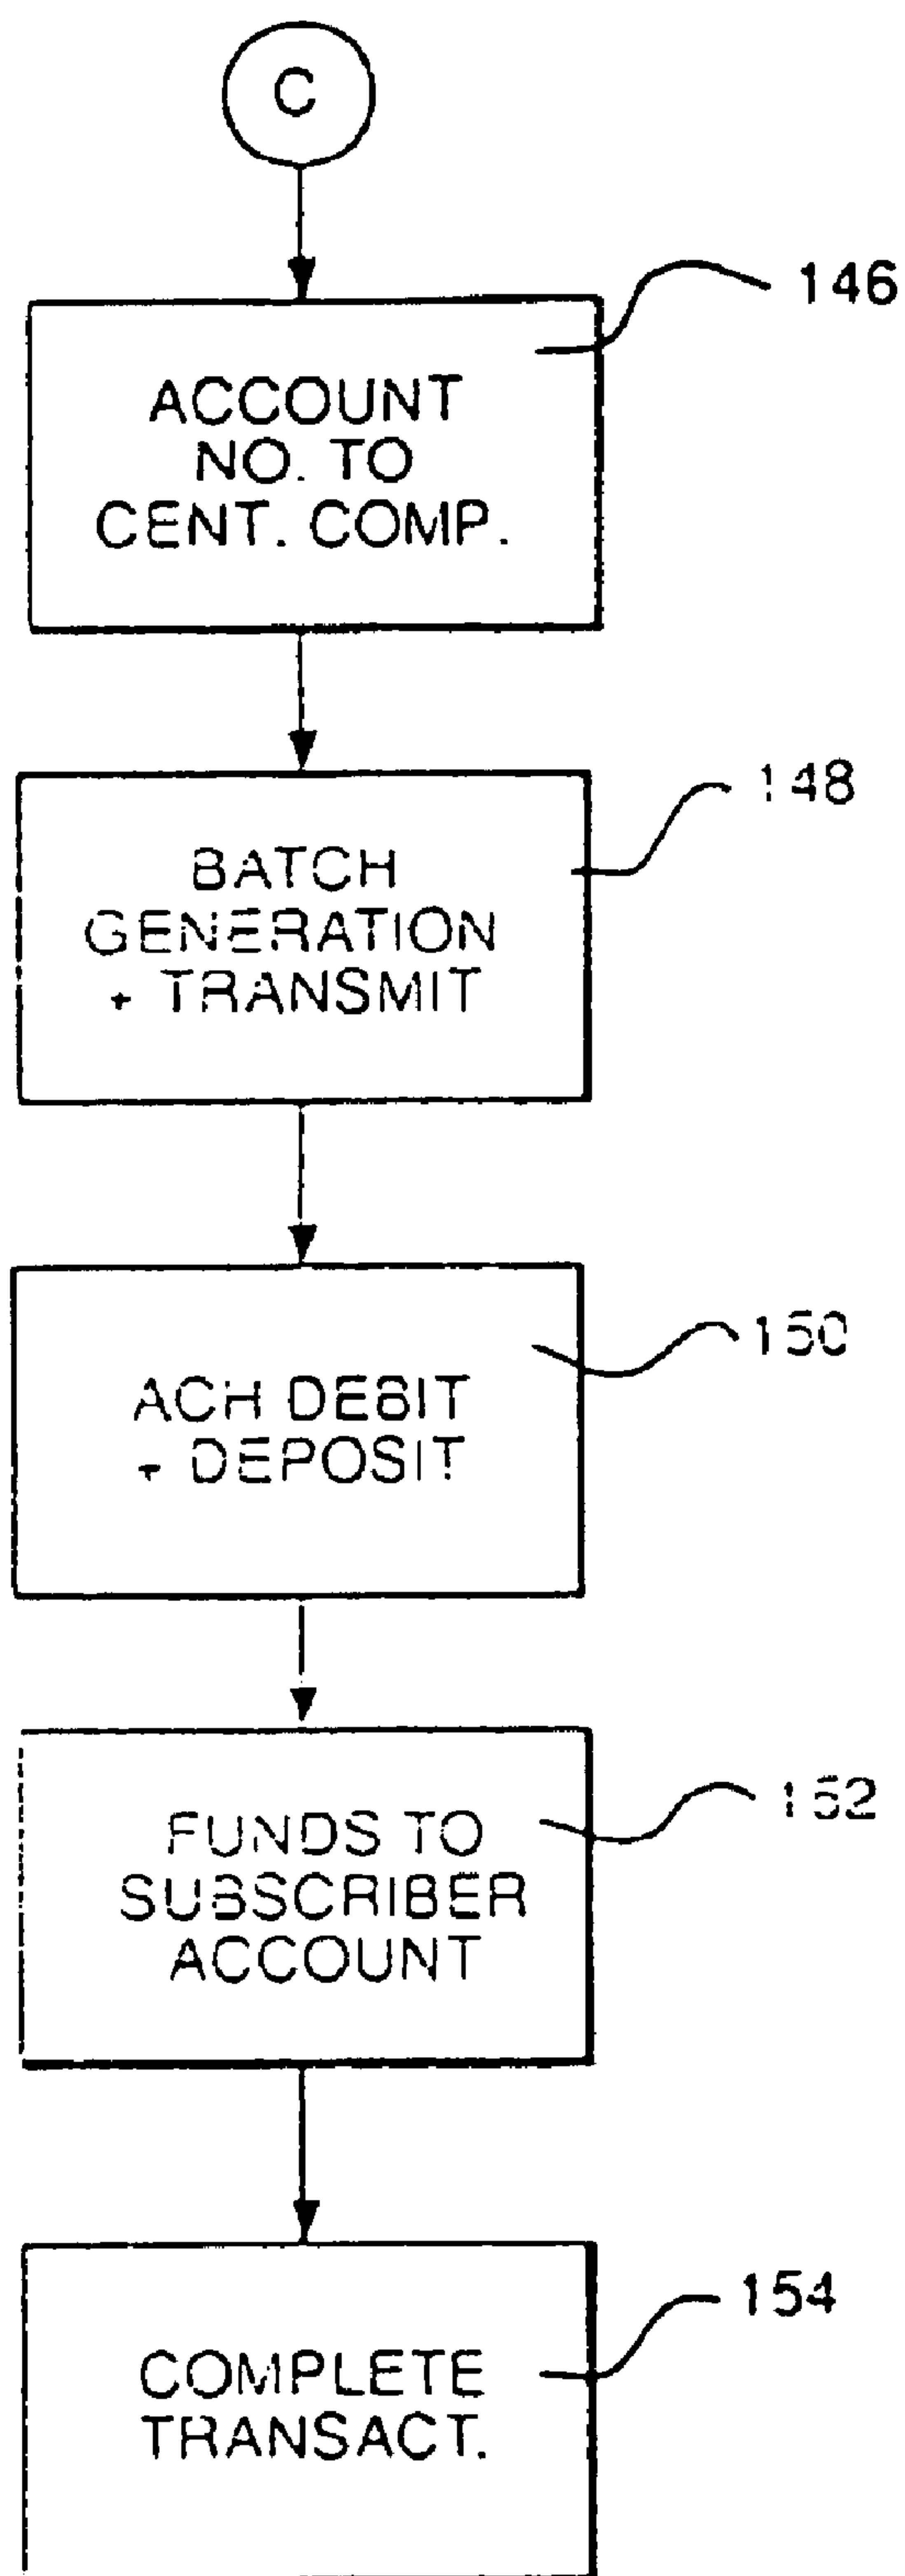 C
146
ACCOUNT
NO. TO
CENT. COMP.
148
BATCH
GENERATION
+ TRANSMIT
150
ACH DEBIT
+ DEPOSIT
152
FUNDS TO
SUBSCRIBER
ACCOUNT
154
COMPLETE
TRANSACT.